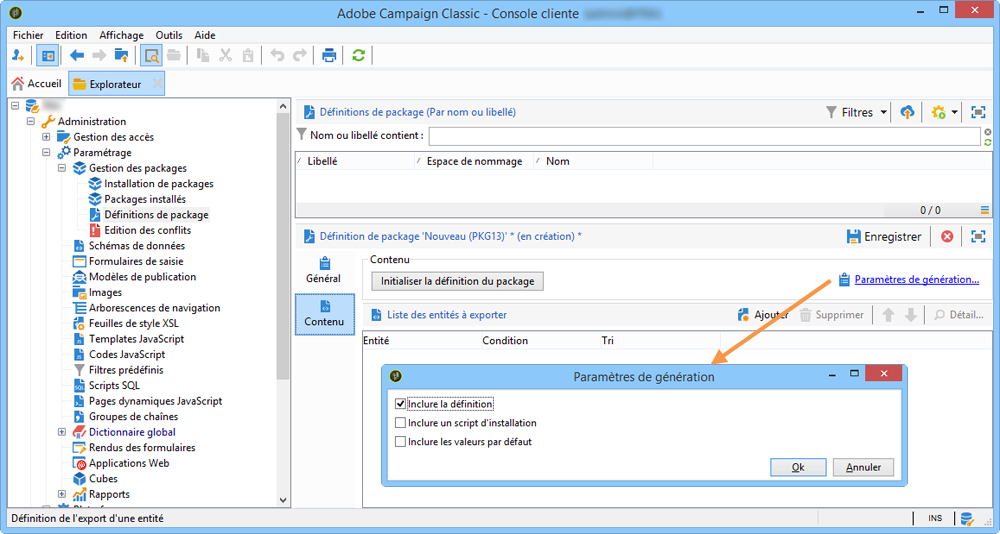 Adobe Campaign Classic - Console cliente
Fichier Edition Affichage Outils Aide
Accueil Explorateur
Administration
Gestion des accès
Paramétrage
Gestion des packages
Installation de packages
Packages installés
Définitions de package
Edition des conflits
Schémas de données
Formulaires de saisie
Modèles de publication
Images
Arborescences de navigation
Feuilles de style XSL
Templates JavaScript
Codes JavaScript
Filtres prédéfinis
Scripts SQL
Pages dynamiques JavaScript
Groupes de chaînes
Dictionnaire global
Rendus des formulaires
Applications Web
Cubes
Rapports
Définitions de package (Par nom ou libellé) Filtres
Nom ou libellé contient :
Libellé Espace de nommage Nom
0 / 0
Définition de package 'Nouveau (PKG13)' * (en création) * Enregistrer
Général
Contenu
Contenu
Initialiser la définition du package Paramètres de génération...
Liste des entités à exporter Ajouter Supprimer Détail...
Entité Condition Tri
Paramètres de génération
Inclure la définition
Inclure un script d'installation
Inclure les valeurs par défaut
Ok Annuler
Définition de l'export d'une entité INS